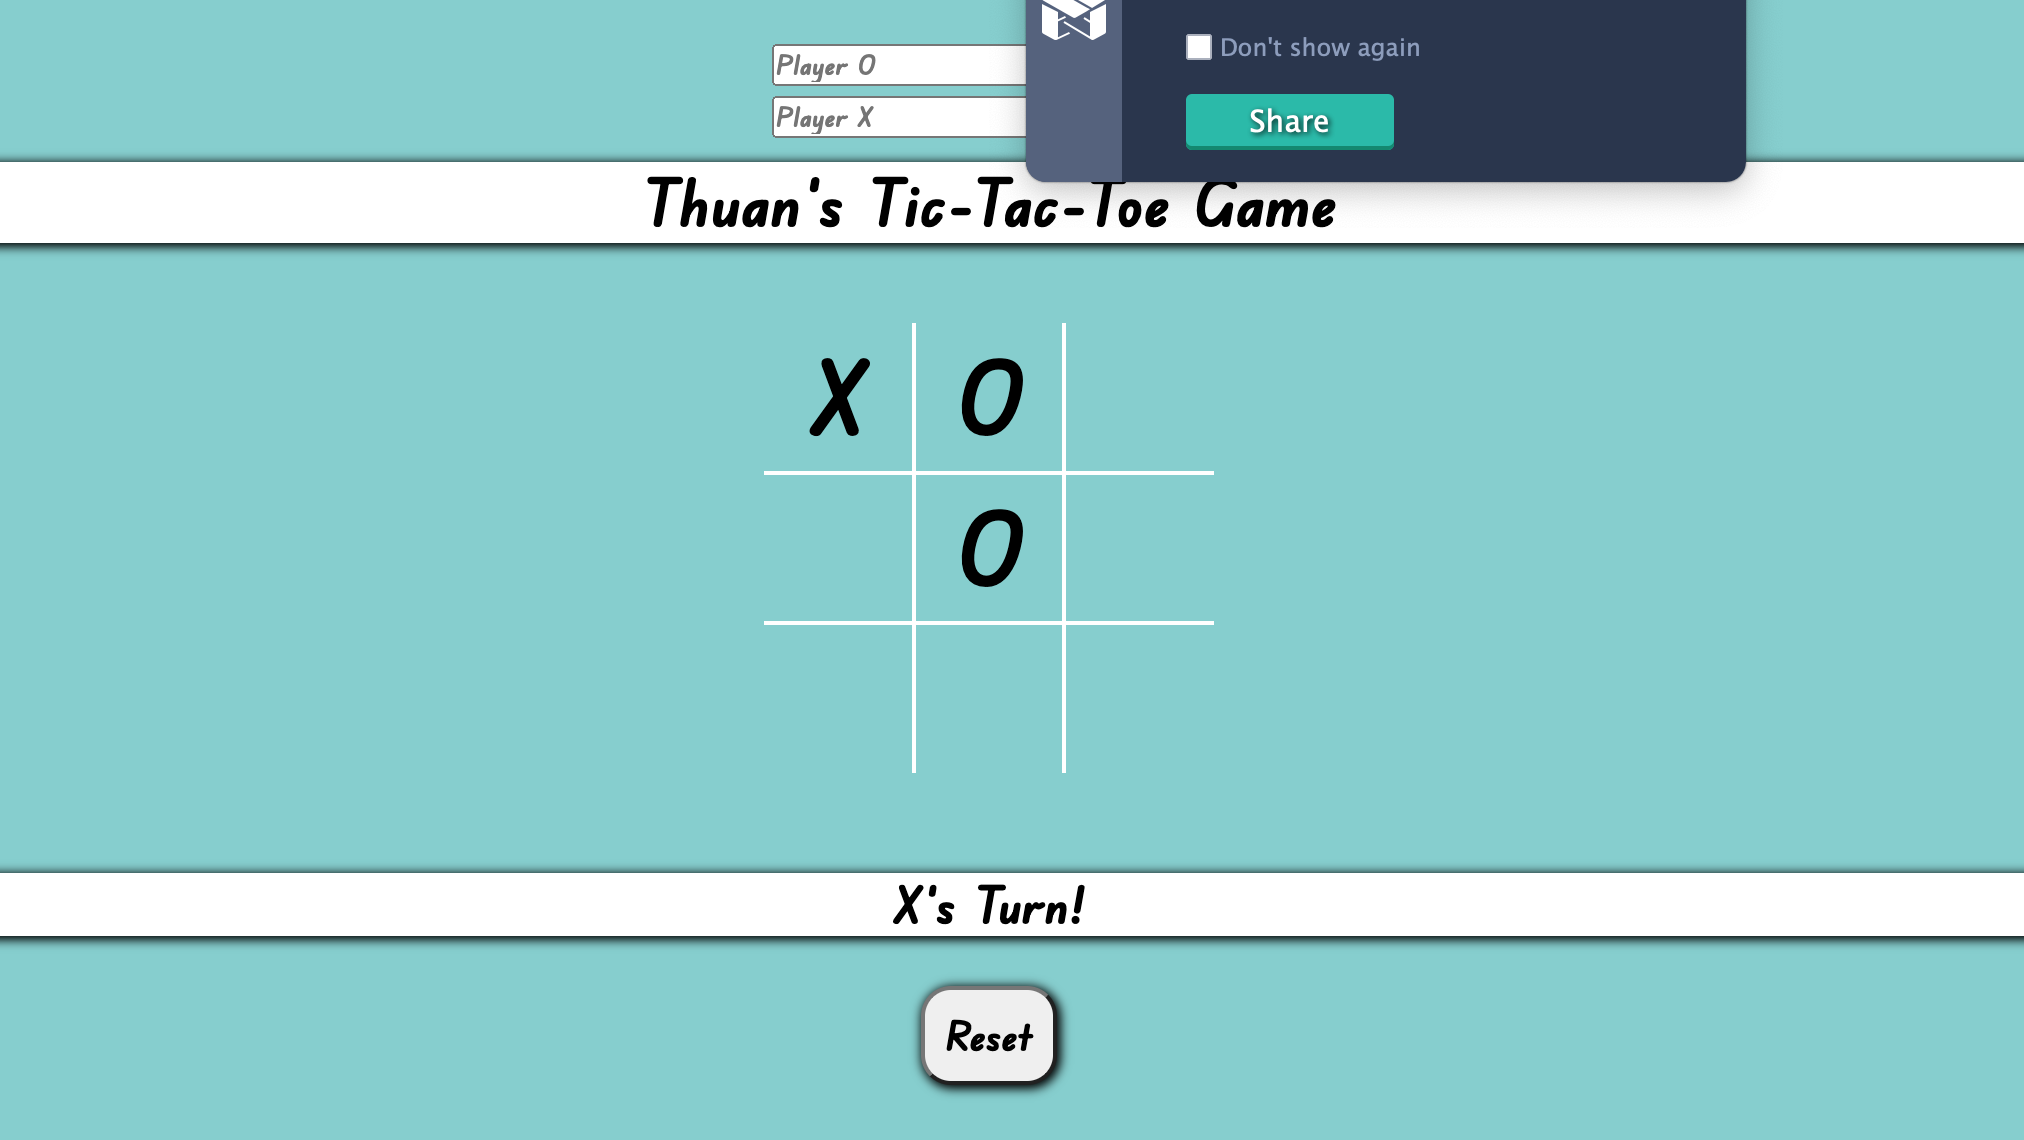 Don't show again
Player O
Share
Player X
Thuan's Tic-Tac-Toe Game
X O
O
X's Turn!
Reset